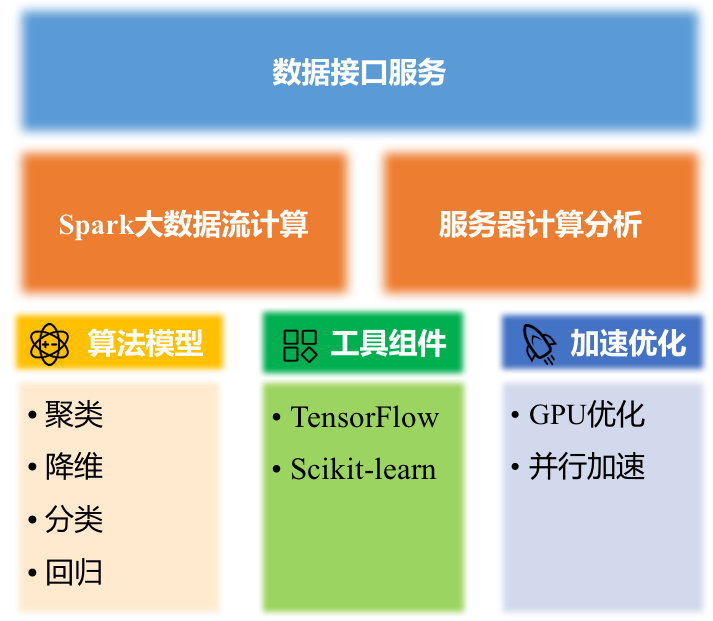 数据接口服务
Spark大数据流计算
服务器计算分析
算法模型
• 聚类
• 降维
• 分类
• 回归
工具组件
• TensorFlow
• Scikit-learn
加速优化
• GPU优化
• 并行加速